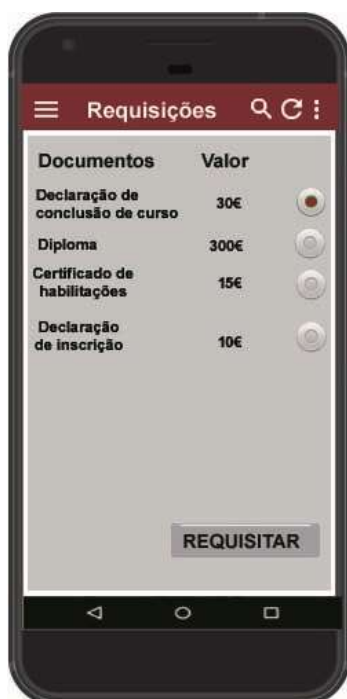 Requisições
Documentos Valor
Declaração de
conclusão de curso 30€
Diploma 300€
Certificado de
habilitações 15€
Declaração
de inscrição 10€
REQUISITAR